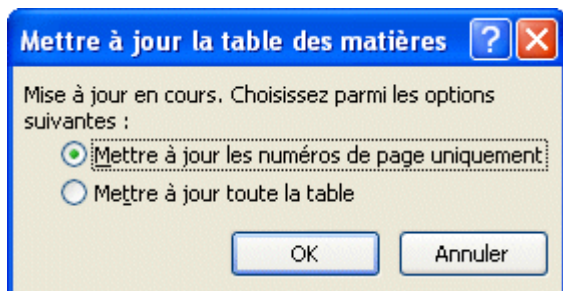 Mettre à jour la table des matières
Mise à jour en cours. Choisissez parmi les options
suivantes :
Mettre à jour les numéros de page uniquement
Mettre à jour toute la table
OK Annuler